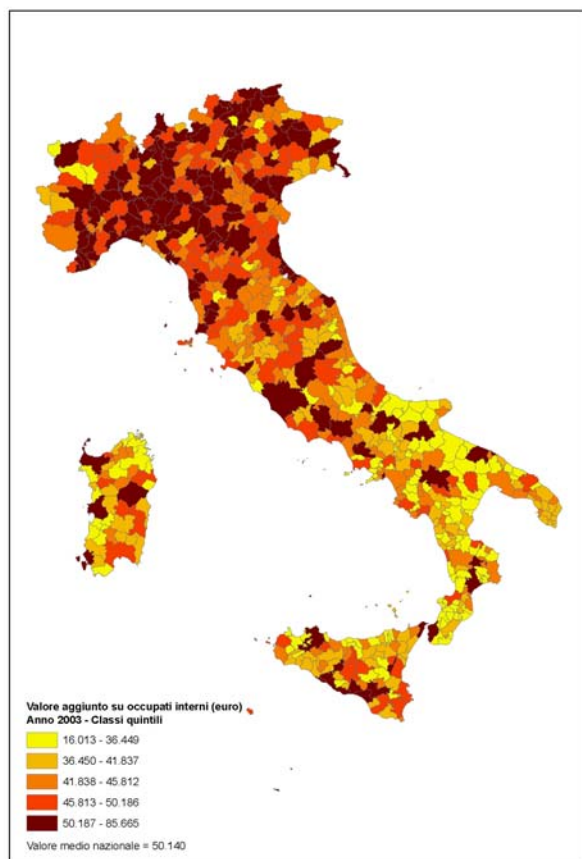 Valore aggiunto su occupati interni (euro)
Anno 2003 - Classi quintili
16.013 - 36.449
36.450 - 41.837
41.838 - 45.812
45.813 - 50.186
50.187 - 85.665
Valore medio nazionale = 50.140